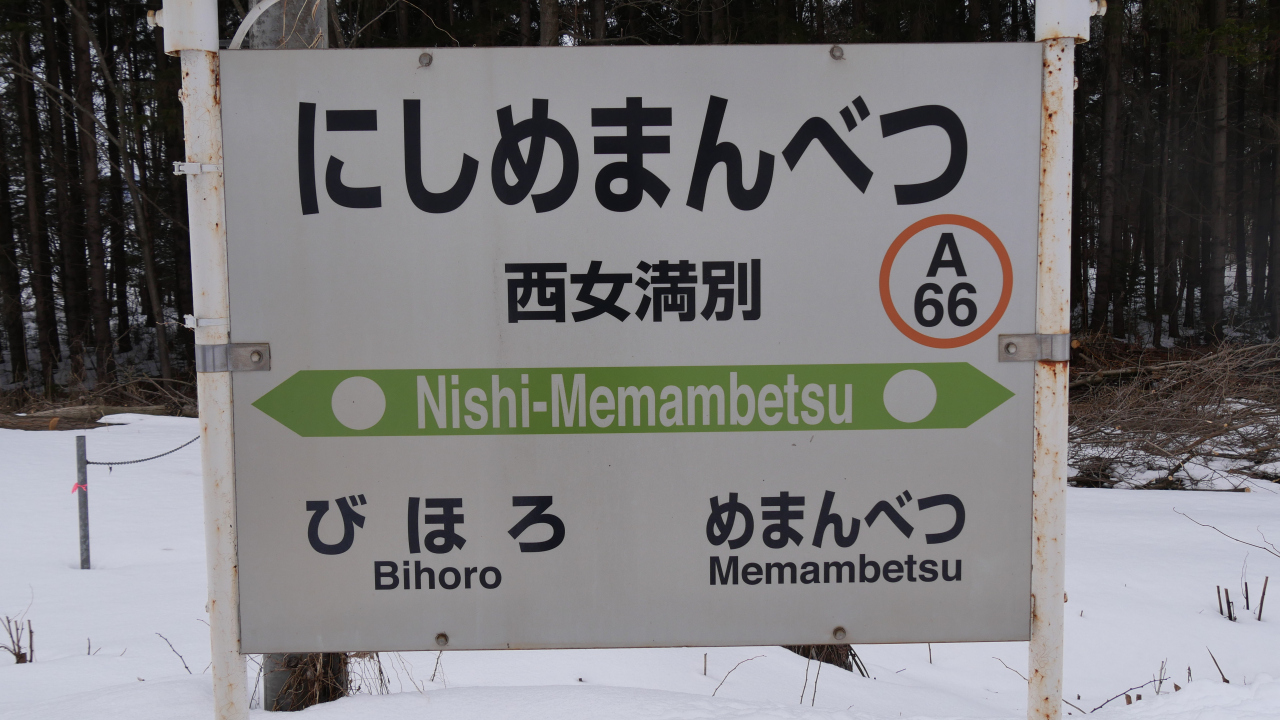 にしめまんべつ
西女満別
A
66
Nishi-Memambetsu
びほろ
Bihoro
めまんべつ
Memambetsu